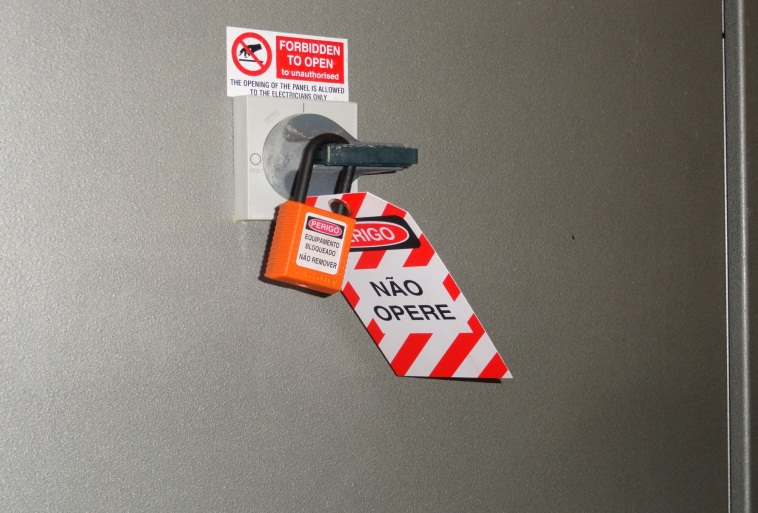 FORBIDDEN
TO OPEN
to unauthorised
THE OPENING OF THE PANEL IS ALLOWED
TO THE ELECTRICIANS ONLY
PERIGO
EQUIPAMENTO
BLOQUEADO
NÃO REMOVER
PERIGO
NÃO
OPERE